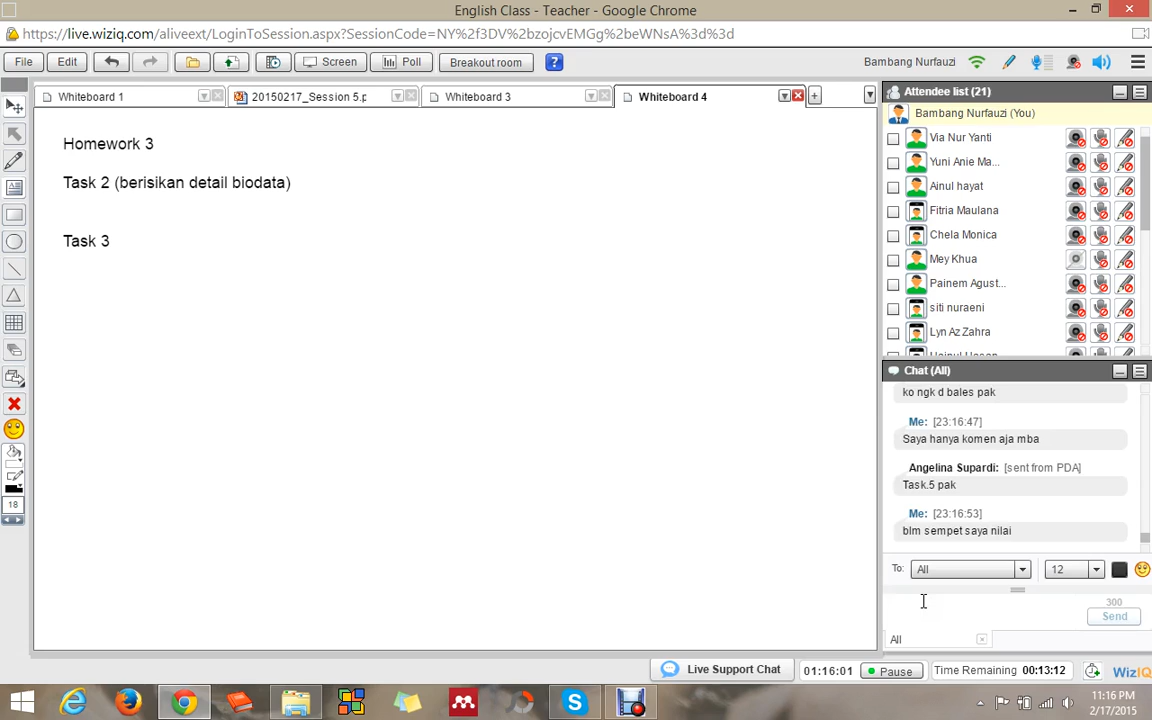 English Class - Teacher - Google Chrome
https://live.wiziq.com/aliveext/LoginToSession.aspx?SessionCode=NY%2f3DV%2bzojcvEMGg%2beWNsA%3d%3d
File Edit Screen Poll Breakout room ? Bambang Nurfauzi
Whiteboard 1 20150217_Session 5.p Whiteboard 3 Whiteboard 4
Homework 3
Task 2 (berisikan detail biodata)
Task 3
18
Attendee list (21)
Bambang Nurfauzi (You)
Via Nur Yanti
Yuni Anie Ma...
Ainul hayat
Fitria Maulana
Chela Monica
Mey Khua
Painem Agust...
siti nuraeni
Lyn Az Zahra
Chat (All)
ko ngk d bales pak
Me: [23:16:47]
Saya hanya komen aja mba
Angelina Supardi: [sent from PDA]
Task.5 pak
Me: [23:16:53]
blm sempet saya nilai
To: All 12
300
Send
All
Live Support Chat 01:16:01 Pause Time Remaining 00:13:12 WizIQ
11:16 PM
2/17/2015